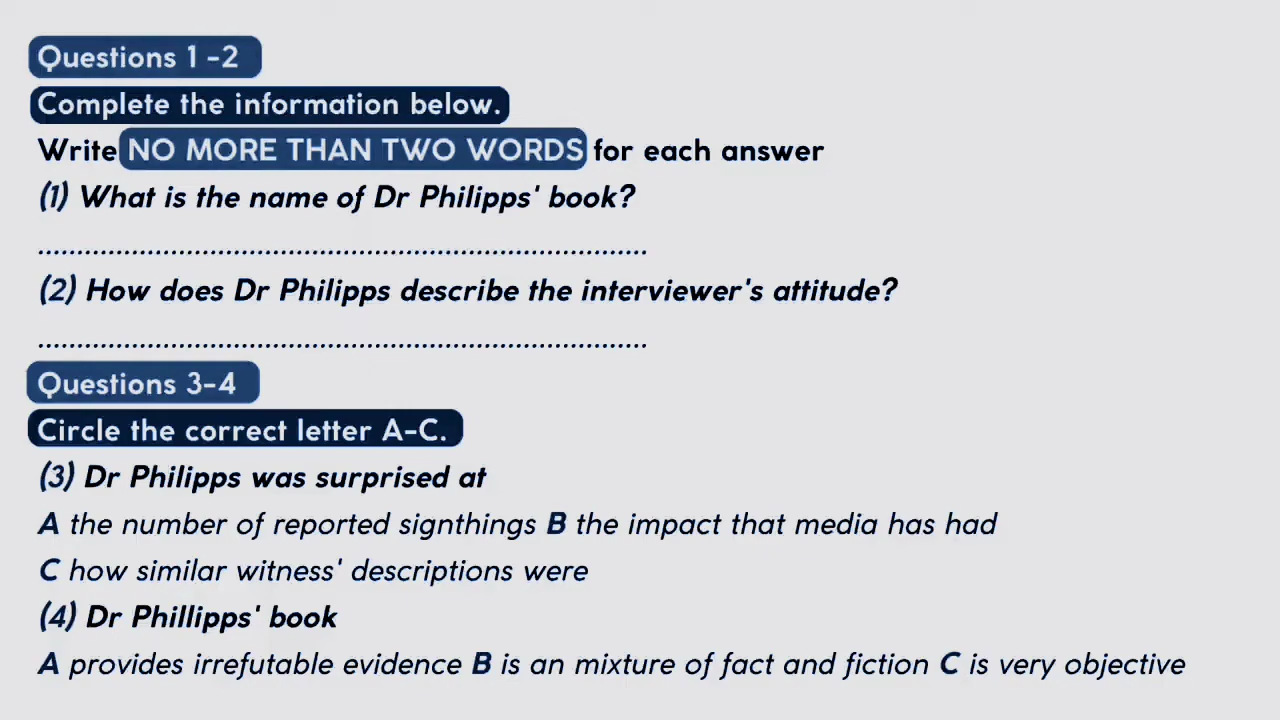 Questions 1 -2
Complete the information below.
Write NO MORE THAN TWO WORDS for each answer
(1) What is the name of Dr Philipps' book?
......................................................................
(2) How does Dr Philipps describe the interviewer's attitude?
......................................................................
Questions 3-4
Circle the correct letter A-C.
(3) Dr Philipps was surprised at
A the number of reported signthings B the impact that media has had
C how similar witness' descriptions were
(4) Dr Phillipps' book
A provides irrefutable evidence B is an mixture of fact and fiction C is very objective